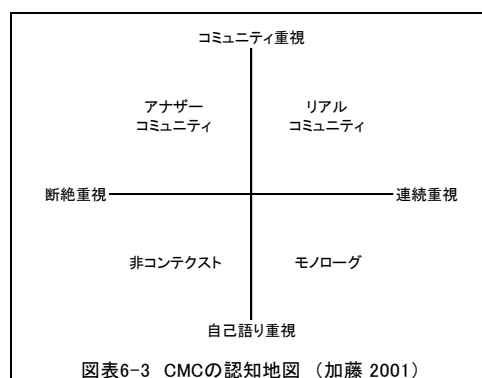 コミュニティ重視
アナザー
コミュニティ
リアル
コミュニティ
断絶重視
連続重視
非コンテクスト
モノローグ
自己語り重視
図表6-3 CMCの認知地図 （加藤 2001）